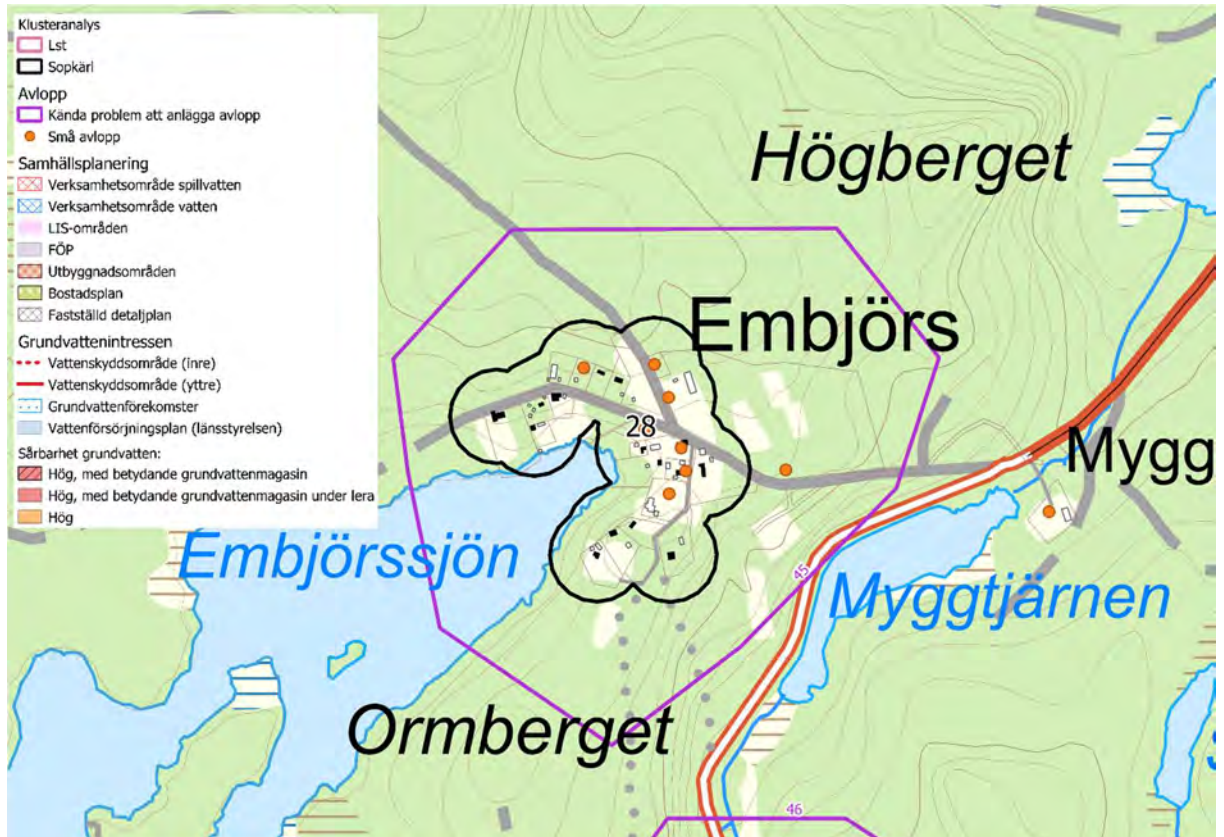 Klusteranalys
Lst
Sopkärl
Avlopp
Kända problem att anlägga avlopp
Små avlopp
Samhällsplanering
Verksamhetsområde spillvatten
Verksamhetsområde vatten
LIS-områden
FÖP
Utbyggnadsområden
Bostadsplan
Fastställd detaljplan
Grundvattenintressen
Vattenskyddsområde (inre)
Vattenskyddsområde (yttre)
Grundvattenförekomster
Vattenförsörjningsplan (länsstyrelsen)
Sårbarhet grundvatten:
Hög, med betydande grundvattenmagasin
Hög, med betydande grundvattenmagasin under lera
Hög
Högberget
Embjörs
28
Mygg
Embjörssjön
45
Myggtjärnen
Ormberget
46